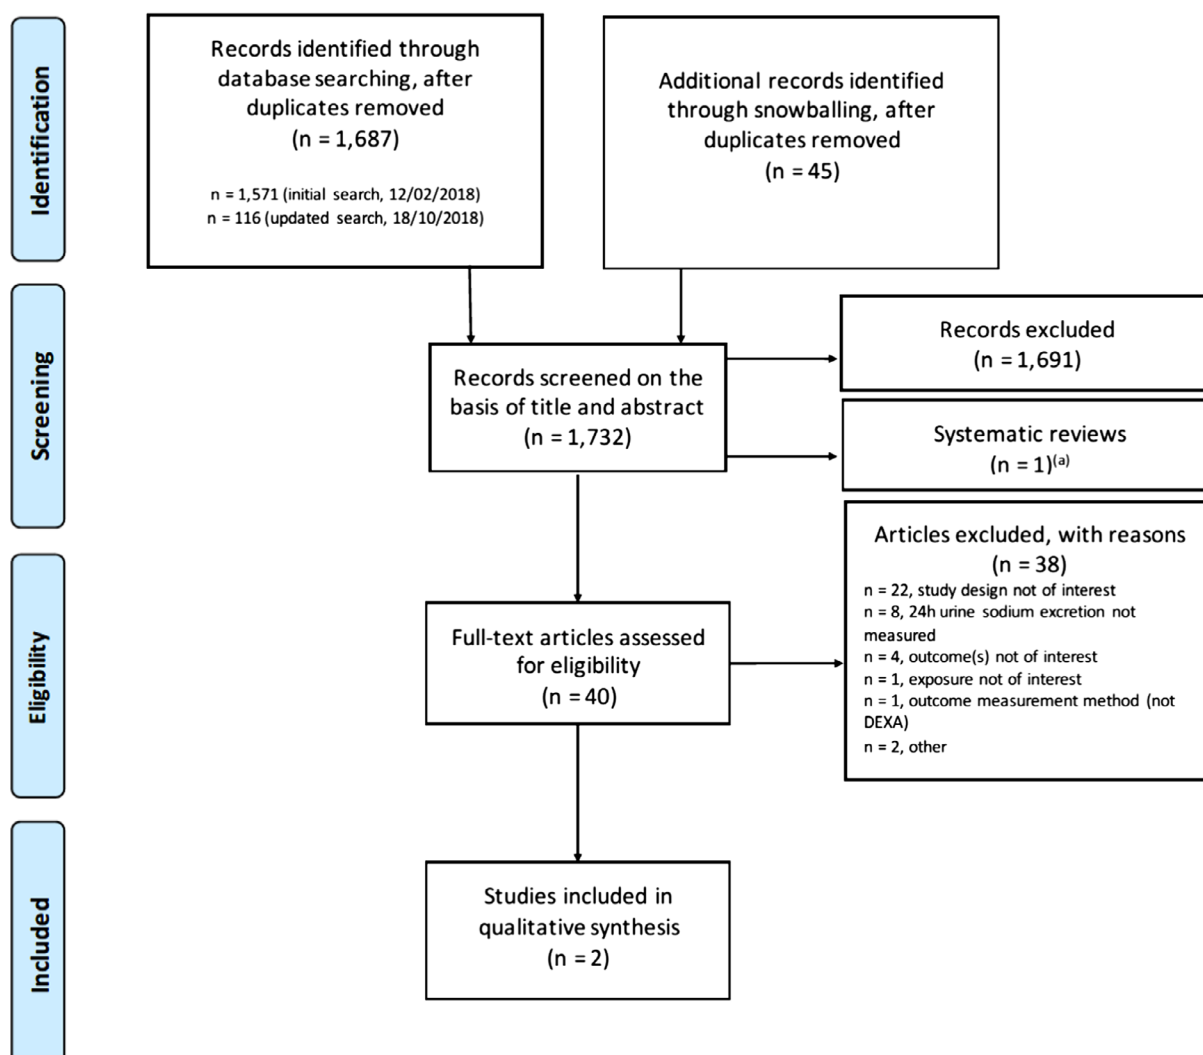 Identification
Records identified through
database searching, after
duplicates removed
(n = 1,687)
n = 1,571 (initial search, 12/02/2018)
n = 116 (updated search, 18/10/2018)
Additional records identified
through snowballing, after
duplicates removed
(n = 45)
Screening
Records screened on the
basis of title and abstract
(n = 1,732)
Records excluded
(n = 1,691)
Systematic reviews
(n = 1)(a)
Eligibility
Full-text articles assessed
for eligibility
(n = 40)
Articles excluded, with reasons
(n = 38)
n = 22, study design not of interest
n = 8, 24h urine sodium excretion not
measured
n = 4, outcome(s) not of interest
n = 1, exposure not of interest
n = 1, outcome measurement method (not
DEXA)
n = 2, other
Included
Studies included in
qualitative synthesis
(n = 2)